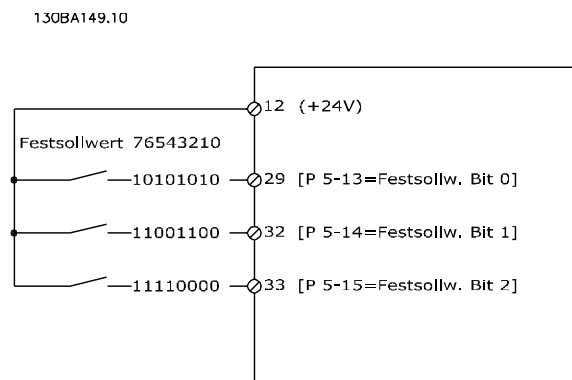 130BA149.10
12 (+24V)
Festsollwert 76543210
10101010 29 [P 5-13=Festsollw. Bit 0]
11001100 32 [P 5-14=Festsollw. Bit 1]
11110000 33 [P 5-15=Festsollw. Bit 2]